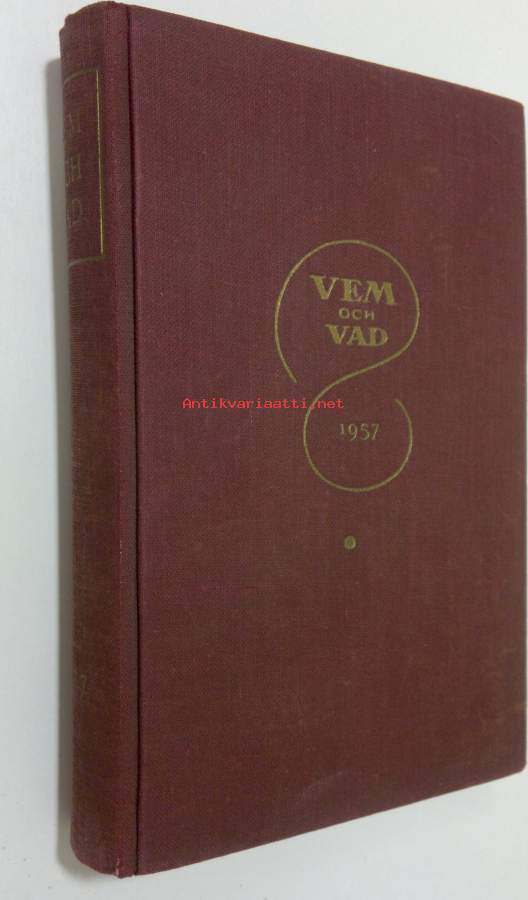 VEM
OCH
VAD
Antikvariaatti.net
1957